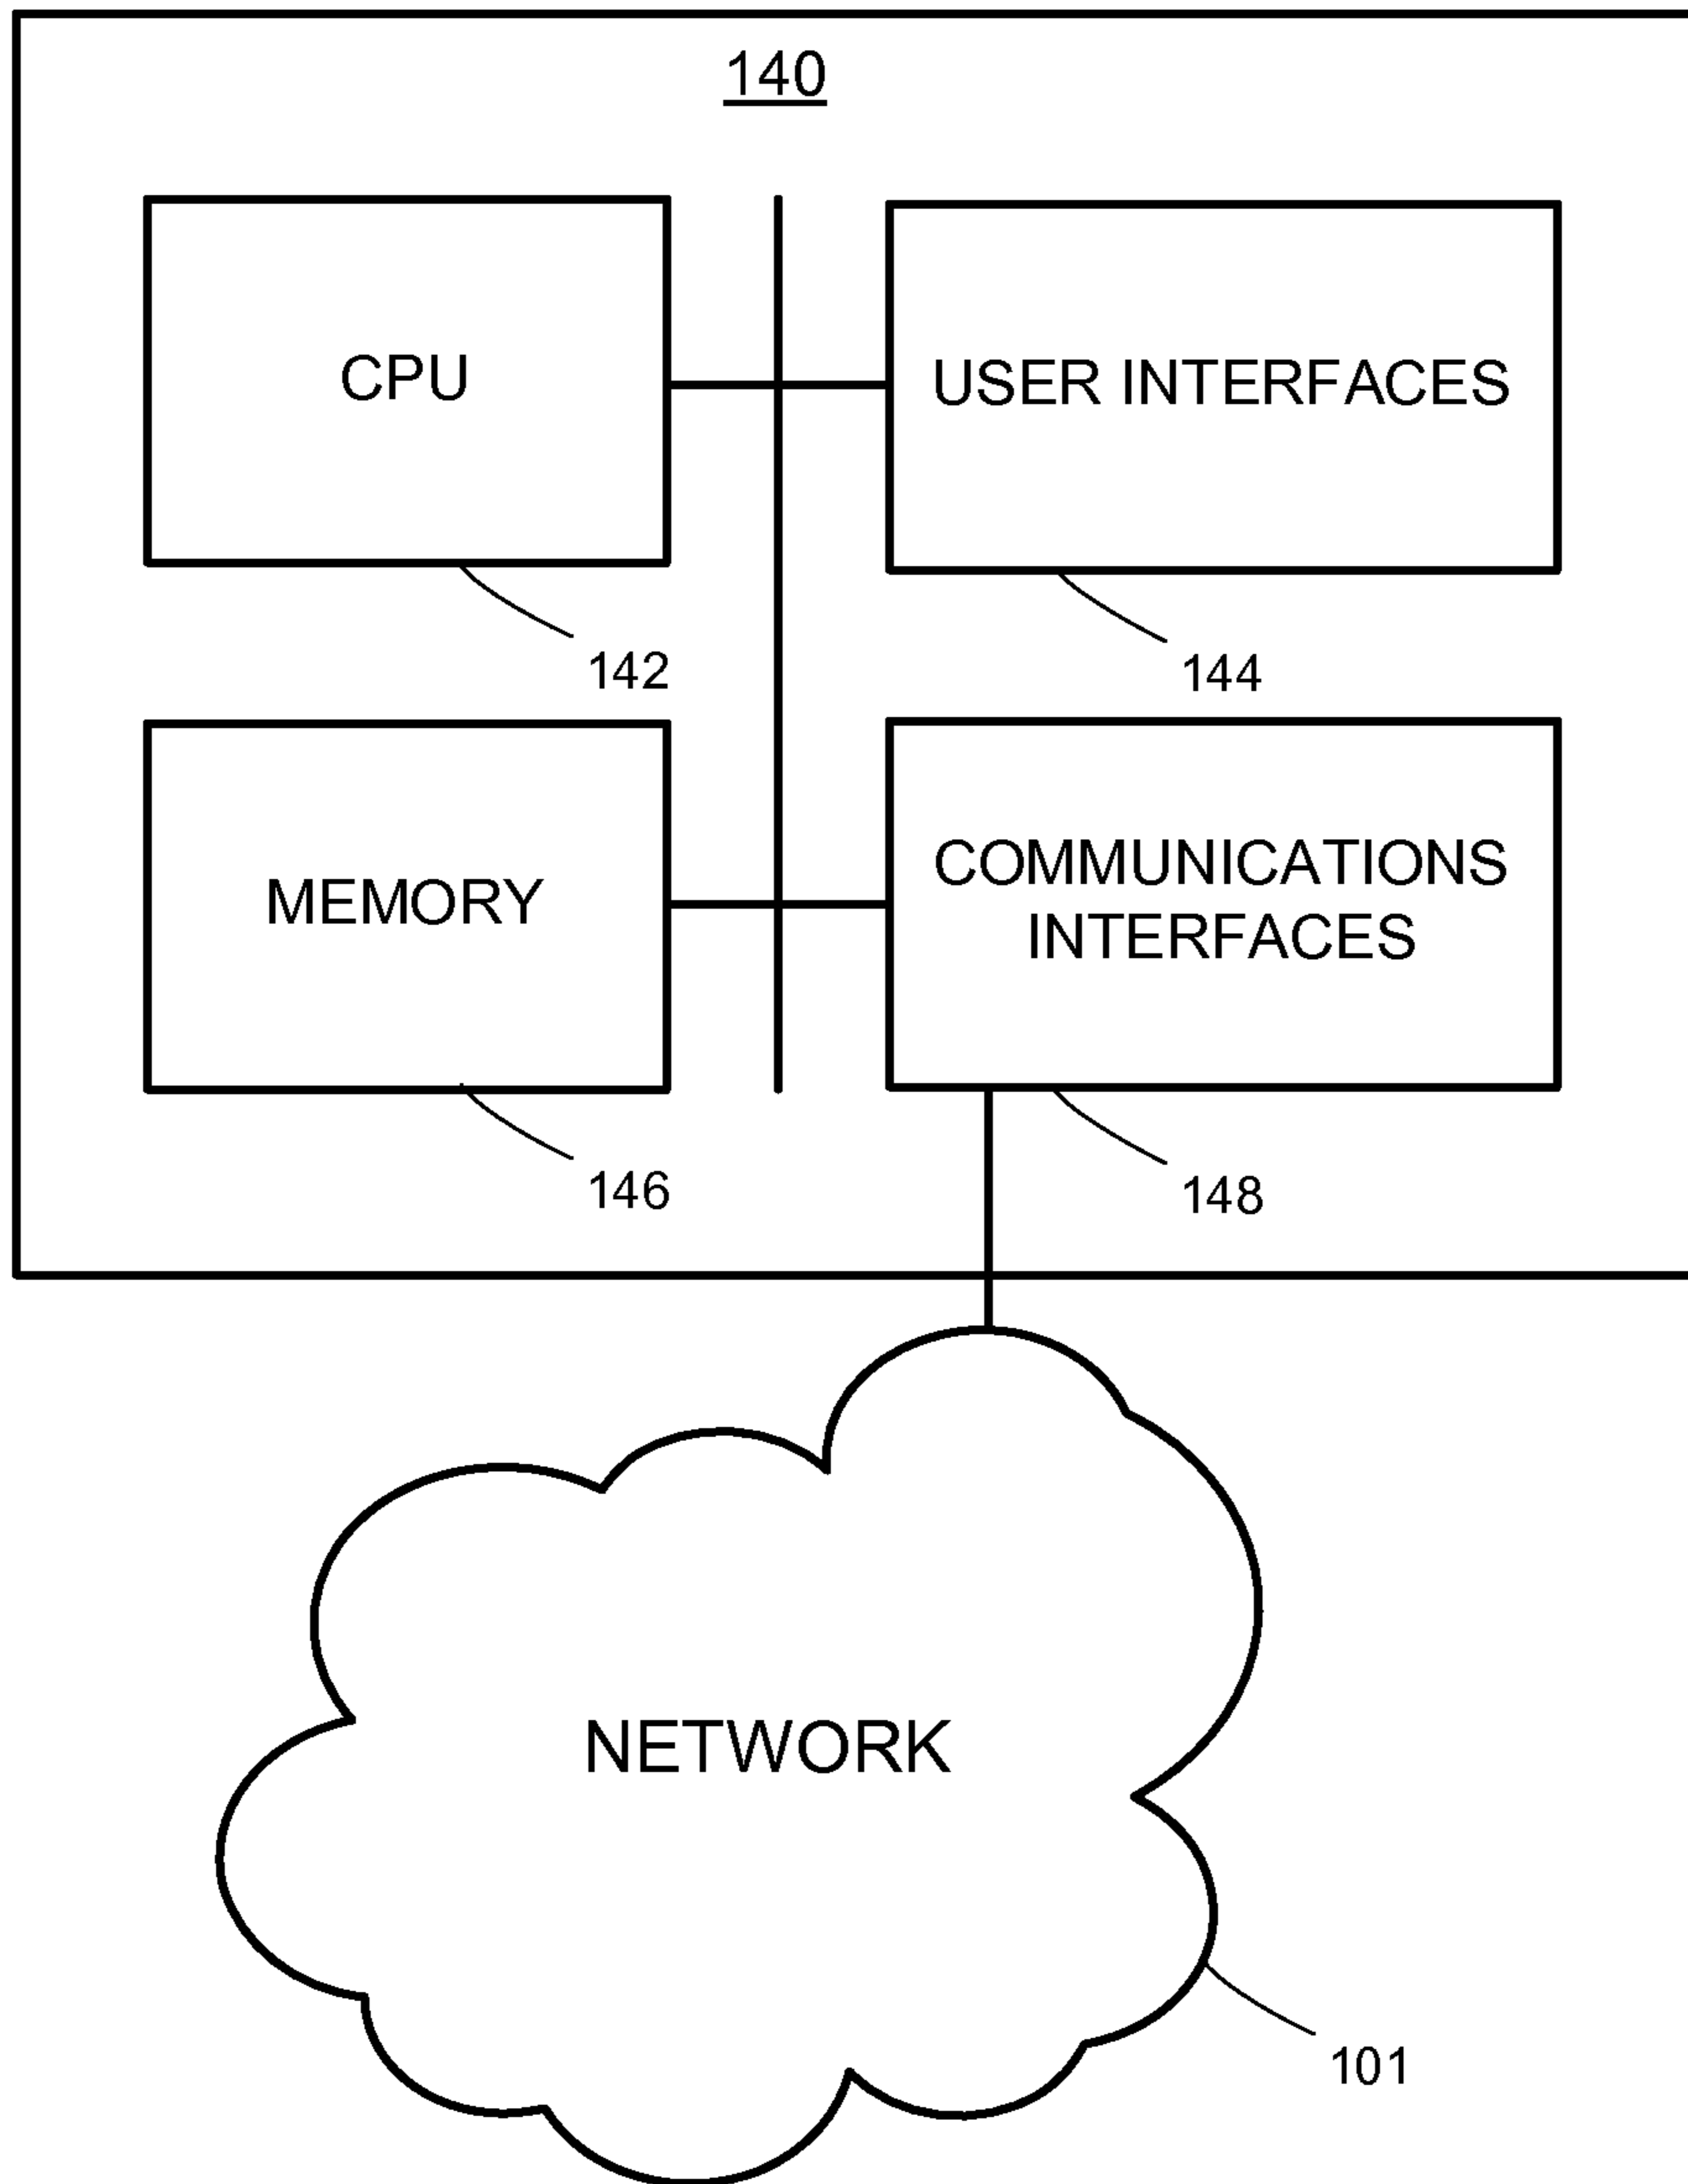 140
CPU
USER INTERFACES
142
144
MEMORY
COMMUNICATIONS
INTERFACES
146
148
NETWORK
101